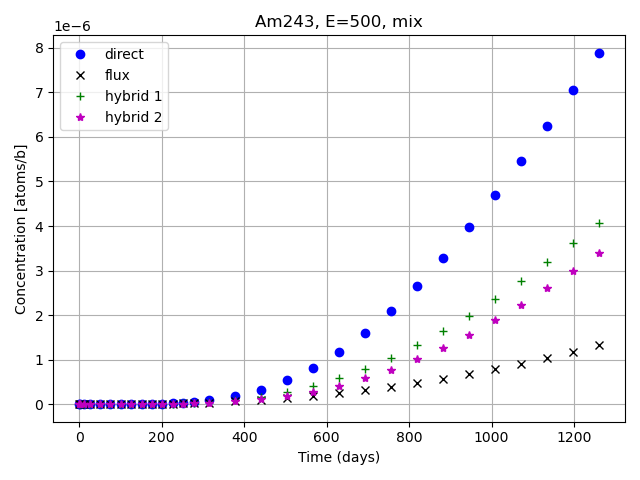 Am243, E=500, mix
1e−6
direct
flux
hybrid 1
hybrid 2
8
7
6
5
4
3
2
1
0
Concentration [atoms/b]
0 200 400 600 800 1000 1200
Time (days)